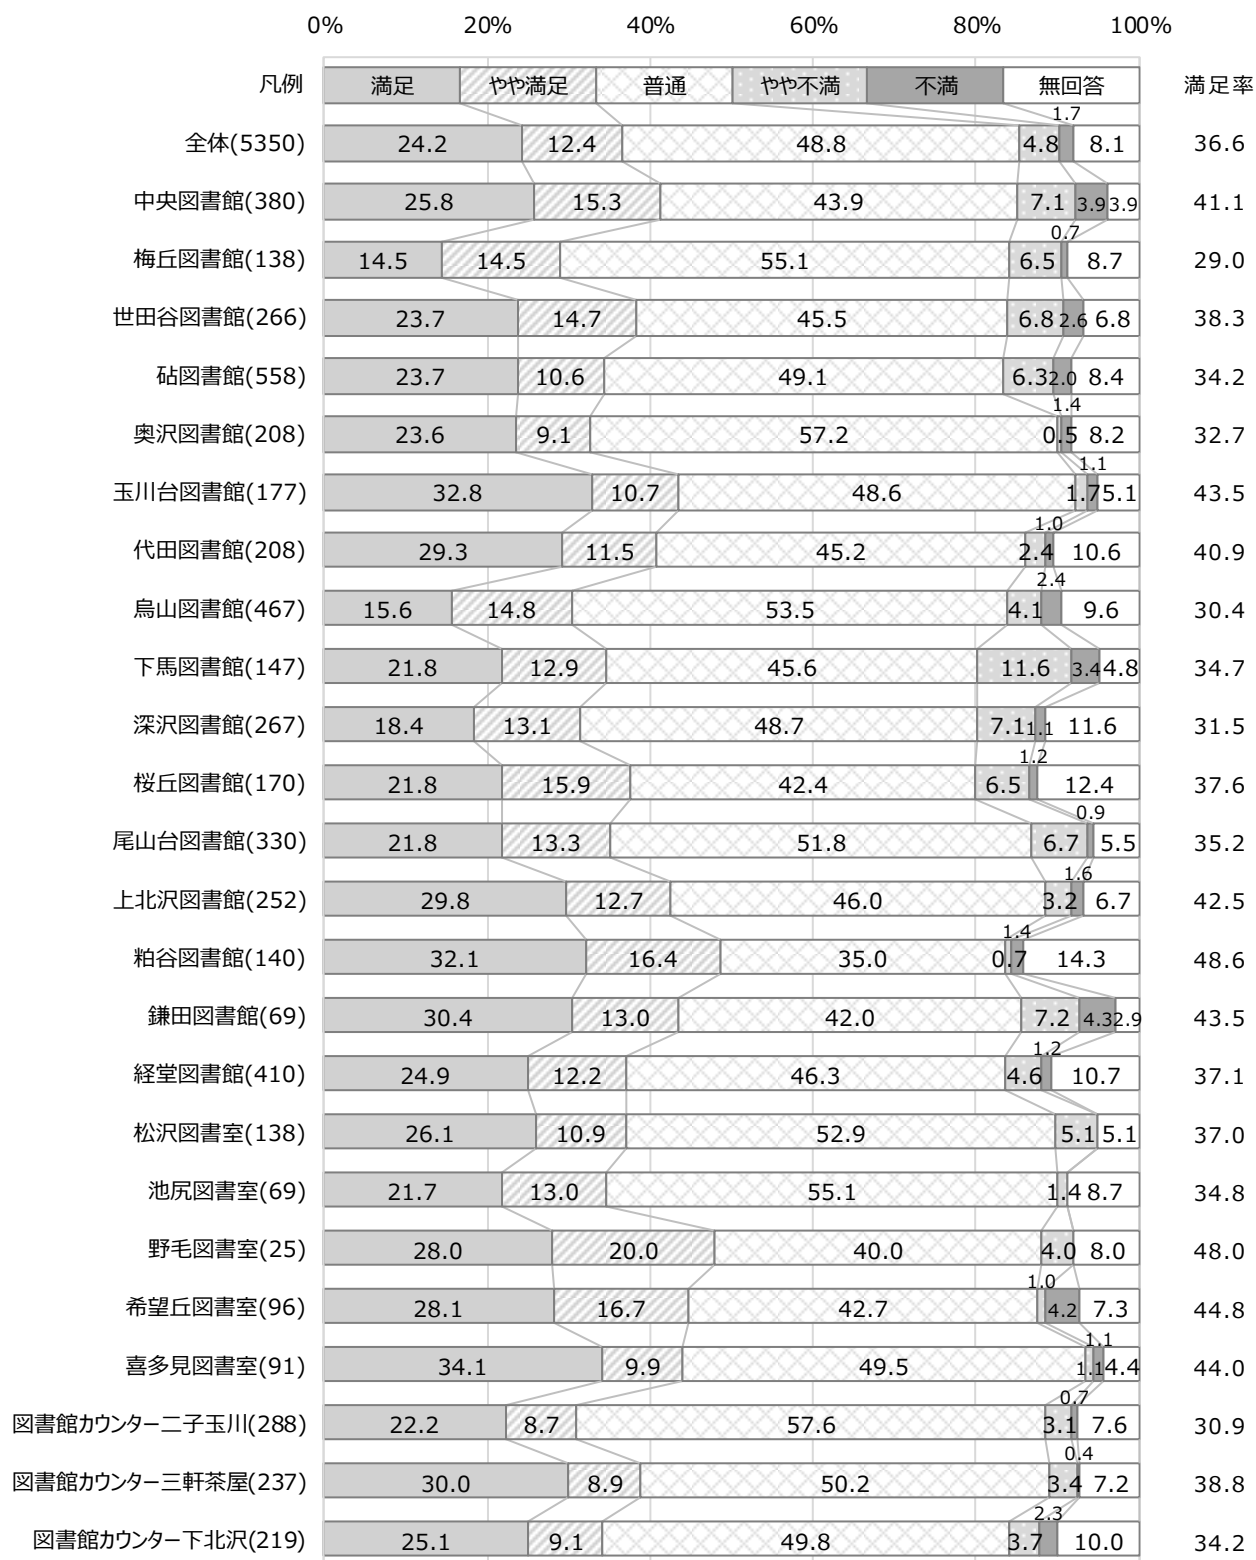 0% 20% 40% 60% 80% 100%
凡例 満足 やや満足 普通 やや不満 不満 無回答 満足率
1.7
全体(5350) 24.2 12.4 48.8 4.8 8.1 36.6
中央図書館(380) 25.8 15.3 43.9 7.1 3.9 3.9 41.1
0.7
梅丘図書館(138) 14.5 14.5 55.1 6.5 8.7 29.0
世田谷図書館(266) 23.7 14.7 45.5 6.8 2.6 6.8 38.3
砧図書館(558) 23.7 10.6 49.1 6.3 2.0 8.4 34.2
1.4
奥沢図書館(208) 23.6 9.1 57.2 0.5 8.2 32.7
1.1
玉川台図書館(177) 32.8 10.7 48.6 1.7 5.1 43.5
1.0
代田図書館(208) 29.3 11.5 45.2 2.4 10.6 40.9
2.4
烏山図書館(467) 15.6 14.8 53.5 4.1 9.6 30.4
下馬図書館(147) 21.8 12.9 45.6 11.6 3.4 4.8 34.7
深沢図書館(267) 18.4 13.1 48.7 7.1 1.1 11.6 31.5
1.2
桜丘図書館(170) 21.8 15.9 42.4 6.5 12.4 37.6
0.9
尾山台図書館(330) 21.8 13.3 51.8 6.7 5.5 35.2
1.6
上北沢図書館(252) 29.8 12.7 46.0 3.2 6.7 42.5
1.4
粕谷図書館(140) 32.1 16.4 35.0 0.7 14.3 48.6
鎌田図書館(69) 30.4 13.0 42.0 7.2 4.3 2.9 43.5
1.2
経堂図書館(410) 24.9 12.2 46.3 4.6 10.7 37.1
松沢図書室(138) 26.1 10.9 52.9 5.1 5.1 37.0
池尻図書室(69) 21.7 13.0 55.1 1.4 8.7 34.8
野毛図書室(25) 28.0 20.0 40.0 4.0 8.0 48.0
1.0
希望丘図書室(96) 28.1 16.7 42.7 4.2 7.3 44.8
1.1
喜多見図書室(91) 34.1 9.9 49.5 1.1 4.4 44.0
0.7
図書館カウンター二子玉川(288) 22.2 8.7 57.6 3.1 7.6 30.9
0.4
図書館カウンター三軒茶屋(237) 30.0 8.9 50.2 3.4 7.2 38.8
2.3
図書館カウンター下北沢(219) 25.1 9.1 49.8 3.7 10.0 34.2